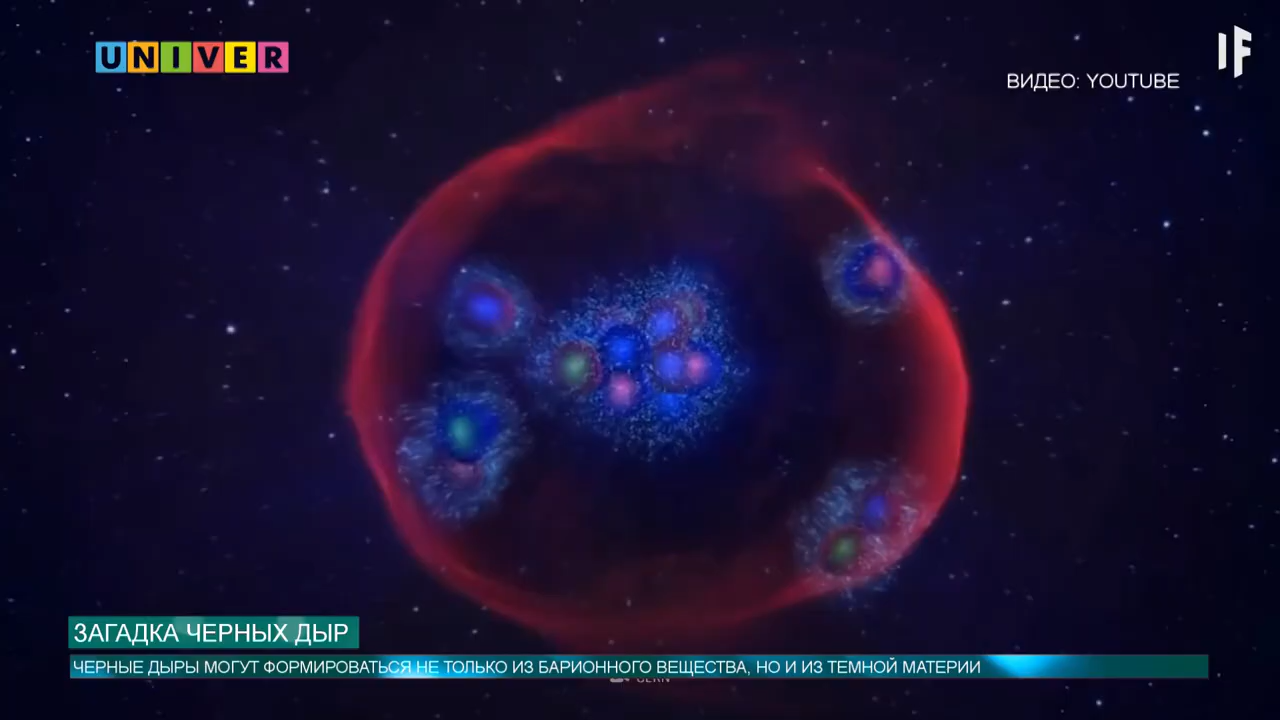 UNIVER
IF
ВИДЕО: YOUTUBE
ЗАГАДКА ЧЕРНЫХ ДЫР
ЧЕРНЫЕ ДЫРЫ МОГУТ ФОРМИРОВАТЬСЯ НЕ ТОЛЬКО ИЗ БАРИОННОГО ВЕЩЕСТВА, НО И ИЗ ТЕМНОЙ МАТЕРИИ